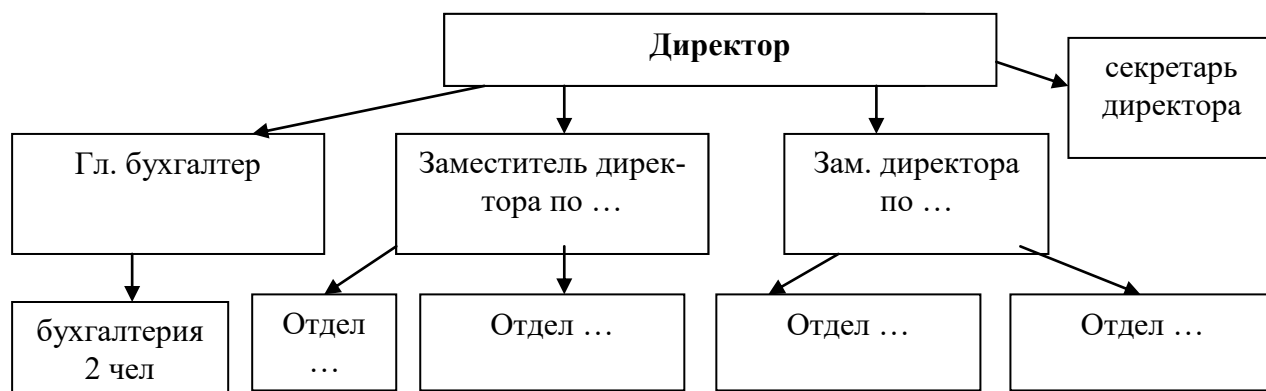 Директор
секретарь
директора
Гл. бухгалтер
Заместитель дирек-
тора по …
Зам. директора
по …
бухгалтерия
2 чел
Отдел
…
Отдел …
Отдел …
Отдел …